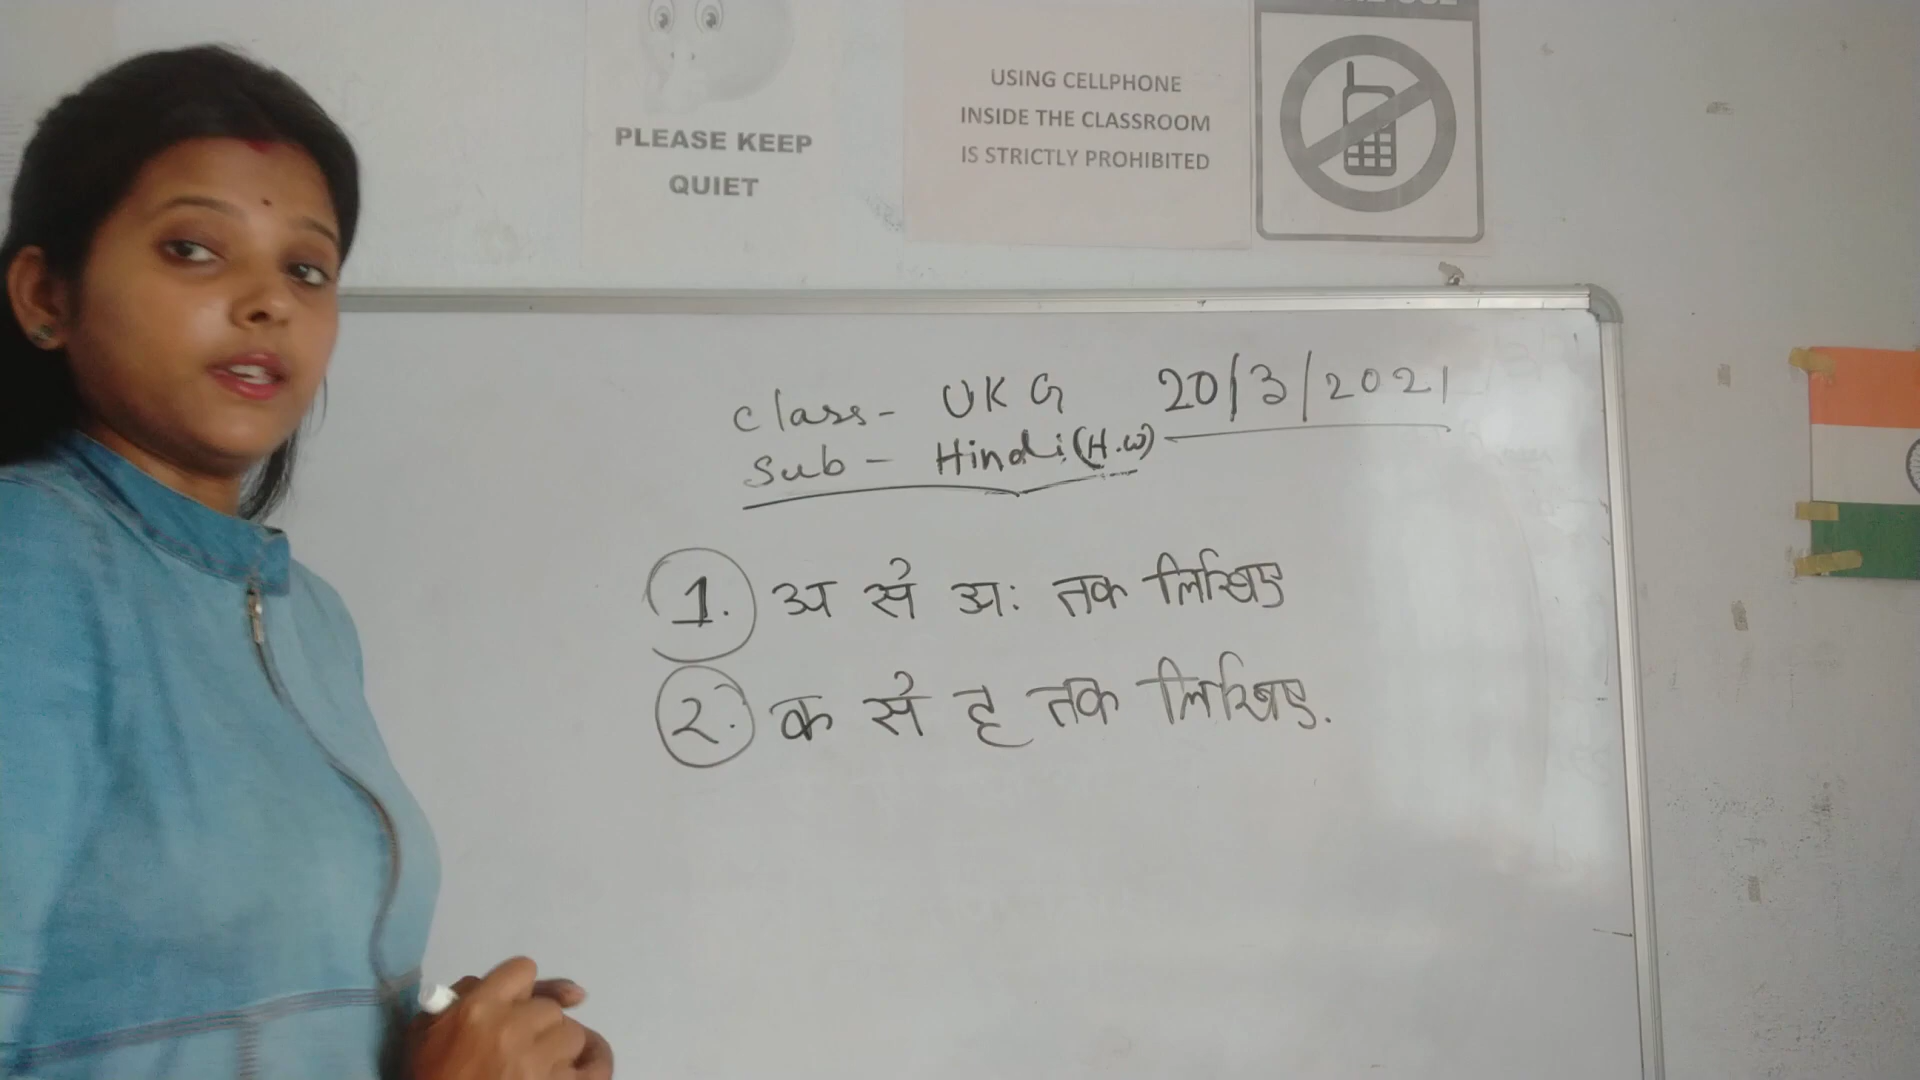 PLEASE KEEP
QUIET
USING CELLPHONE
INSIDE THE CLASSROOM
IS STRICTLY PROHIBITED
Class - UKG 20/3/2021
Sub - Hindi (H.W)
1. अ से अः तक लिखिए
2. क से ह तक लिखिए.